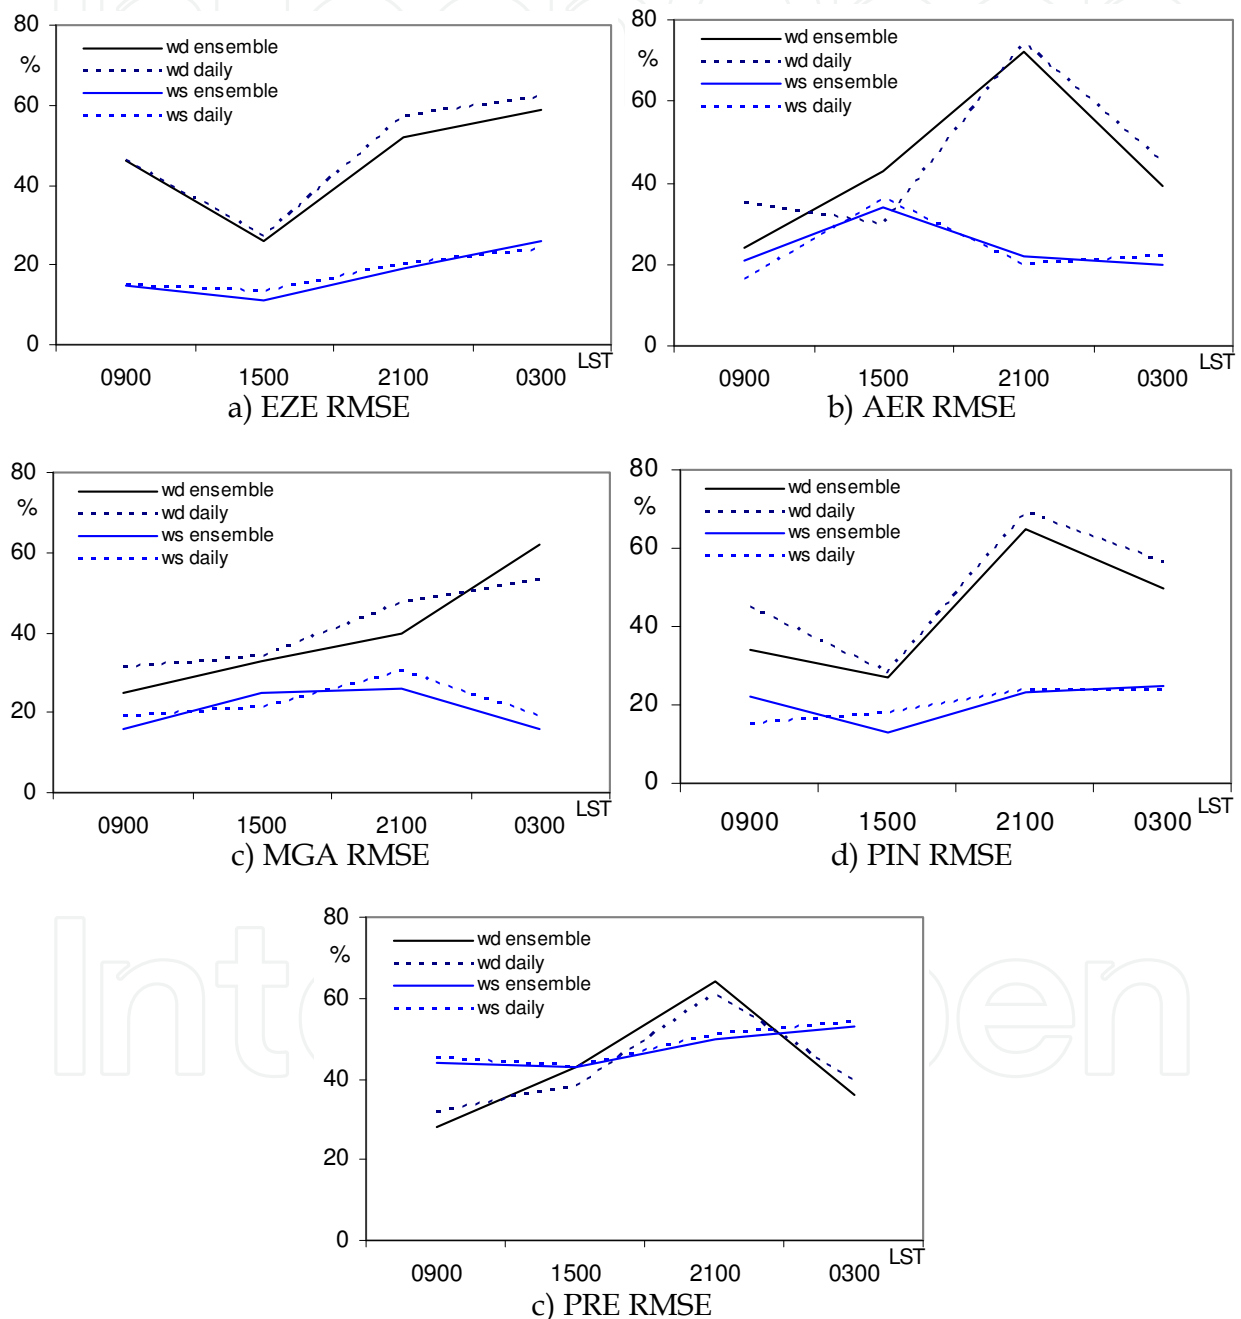 80
%
60
40
20
0
wd ensemble
wd daily
ws ensemble
ws daily
LST
0900 1500 2100 0300
a) EZE RMSE
80
%
60
40
20
0
wd ensemble
wd daily
ws ensemble
ws daily
LST
0900 1500 2100 0300
b) AER RMSE
80
%
60
40
20
0
wd ensemble
wd daily
ws ensemble
ws daily
LST
0900 1500 2100 0300
c) MGA RMSE
80
%
60
40
20
0
wd ensemble
wd daily
ws ensemble
ws daily
LST
0900 1500 2100 0300
d) PIN RMSE
80
%
60
40
20
0
wd ensemble
wd daily
ws ensemble
ws daily
LST
0900 1500 2100 0300
c) PRE RMSE